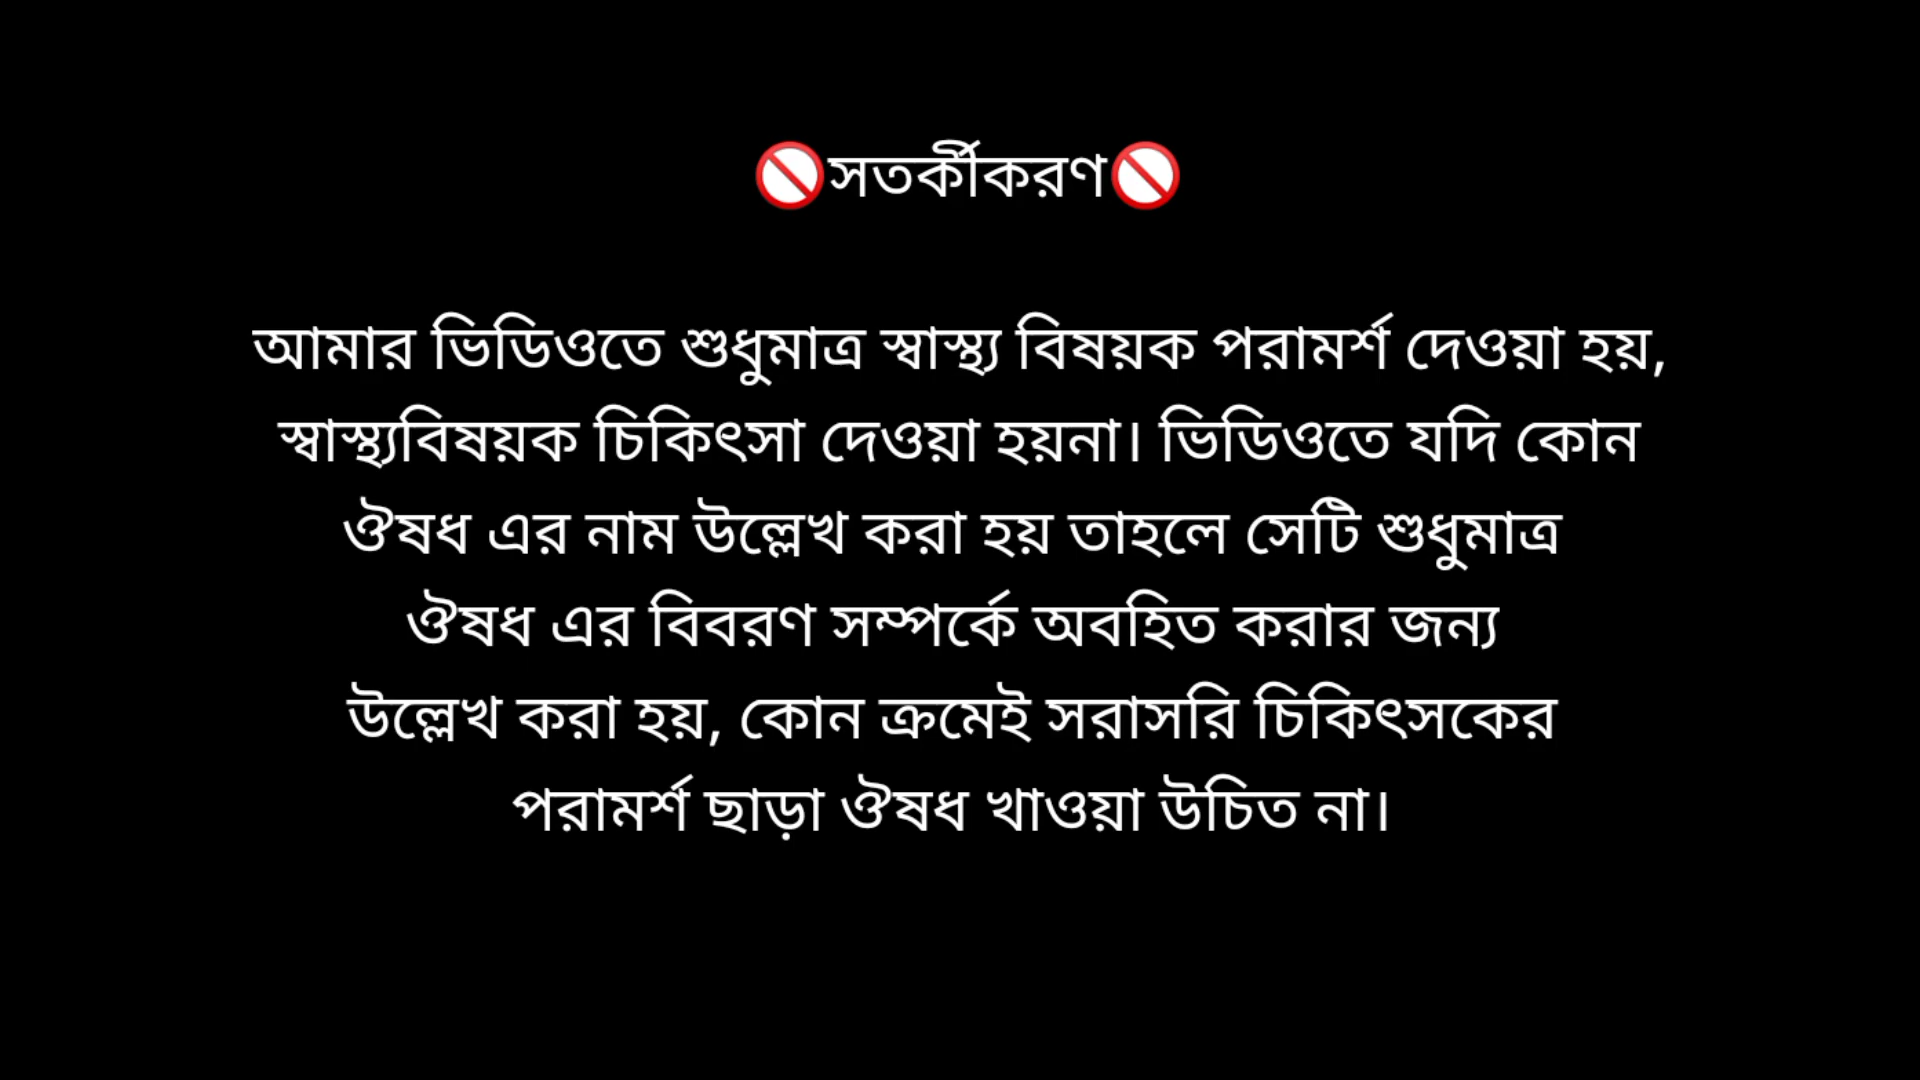 🚫সতর্কীকরণ🚫
আমার ভিডিওতে শুধুমাত্র স্বাস্থ্য বিষয়ক পরামর্শ দেওয়া হয়,
স্বাস্থ্যবিষয়ক চিকিৎসা দেওয়া হয়না। ভিডিওতে যদি কোন
ঔষধ এর নাম উল্লেখ করা হয় তাহলে সেটি শুধুমাত্র
ঔষধ এর বিবরণ সম্পর্কে অবহিত করার জন্য
উল্লেখ করা হয়, কোন ক্রমেই সরাসরি চিকিৎসকের
পরামর্শ ছাড়া ঔষধ খাওয়া উচিত না।